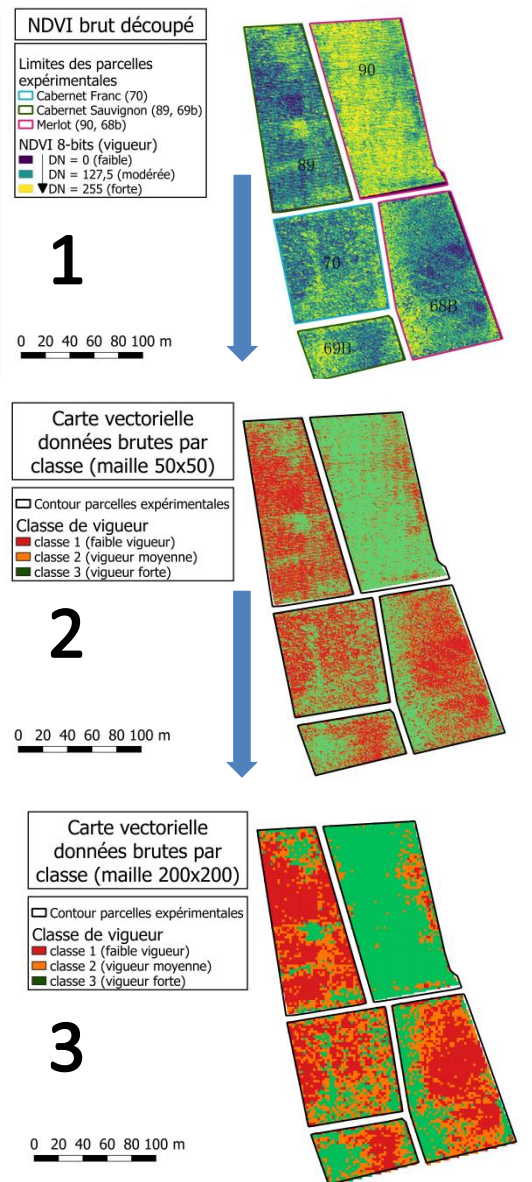 NDVI brut découpé
Limites des parcelles
expérimentales
Cabernet Franc (70)
Cabernet Sauvignon (89, 69b)
Merlot (90, 68b)
NDVI 8-bits (vigueur)
DN = 0 (faible)
DN = 127,5 (modérée)
DN = 255 (forte)
1
0 20 40 60 80 100 m
90
89
70
68B
69B
Carte vectorielle
données brutes par
classe (maille 50x50)
Contour parcelles expérimentales
Classe de vigueur
classe 1 (faible vigueur)
classe 2 (vigueur moyenne)
classe 3 (vigueur forte)
2
0 20 40 60 80 100 m
Carte vectorielle
données brutes par
classe (maille 200x200)
Contour parcelles expérimentales
Classe de vigueur
classe 1 (faible vigueur)
classe 2 (vigueur moyenne)
classe 3 (vigueur forte)
3
0 20 40 60 80 100 m